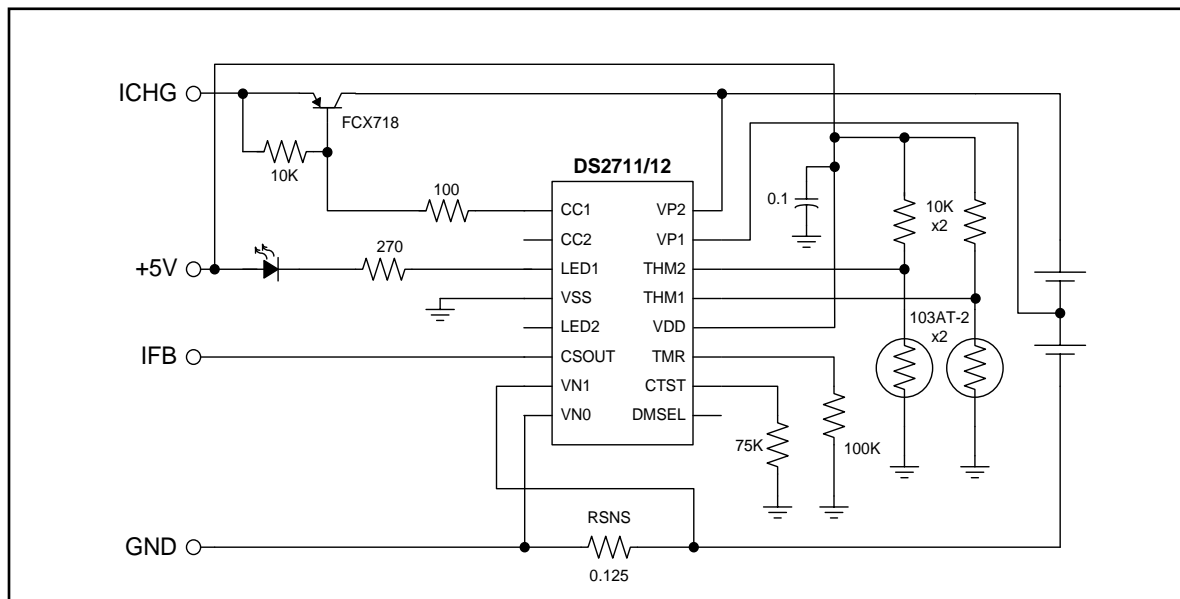 ICHG
FCX718
10K
DS2711/12
100
0.1
10K
x2
CC1
VP2
CC2
VP1
+5V
270
LED1
THM2
VSS
THM1
103AT-2
x2
LED2
VDD
IFB
CSOUT
TMR
VN1
CTST
VN0
DMSEL
75K
100K
RSNS
GND
0.125